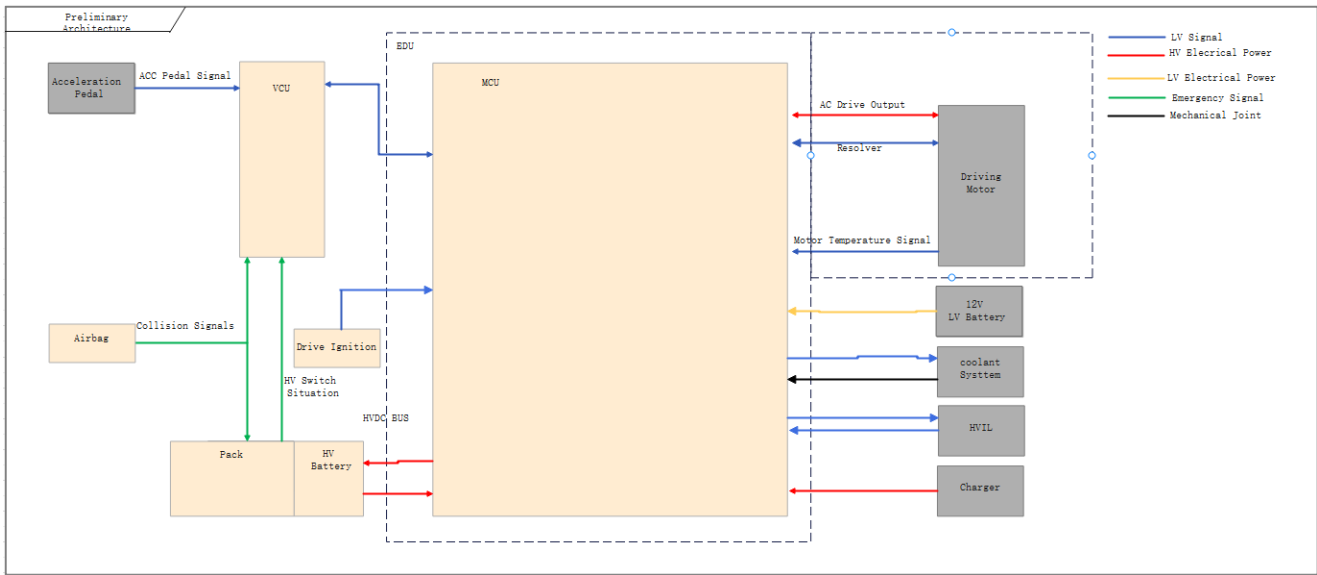 Preliminary
Architecture
EDU
LV Signal
HV Elecrical Power
LV Electrical Power
Emergency Signal
Mechanical Joint
Acceleration
Pedal
ACC Pedal Signal
VCU
MCU
AC Drive Output
Resolver
Driving
Motor
Motor Temperature Signal
12V
LV Battery
Airbag
Collision Signals
Drive Ignition
coolant
Systtem
HV Switch
Situation
HVDC BUS
HVIL
Pack
HV
Battery
Charger